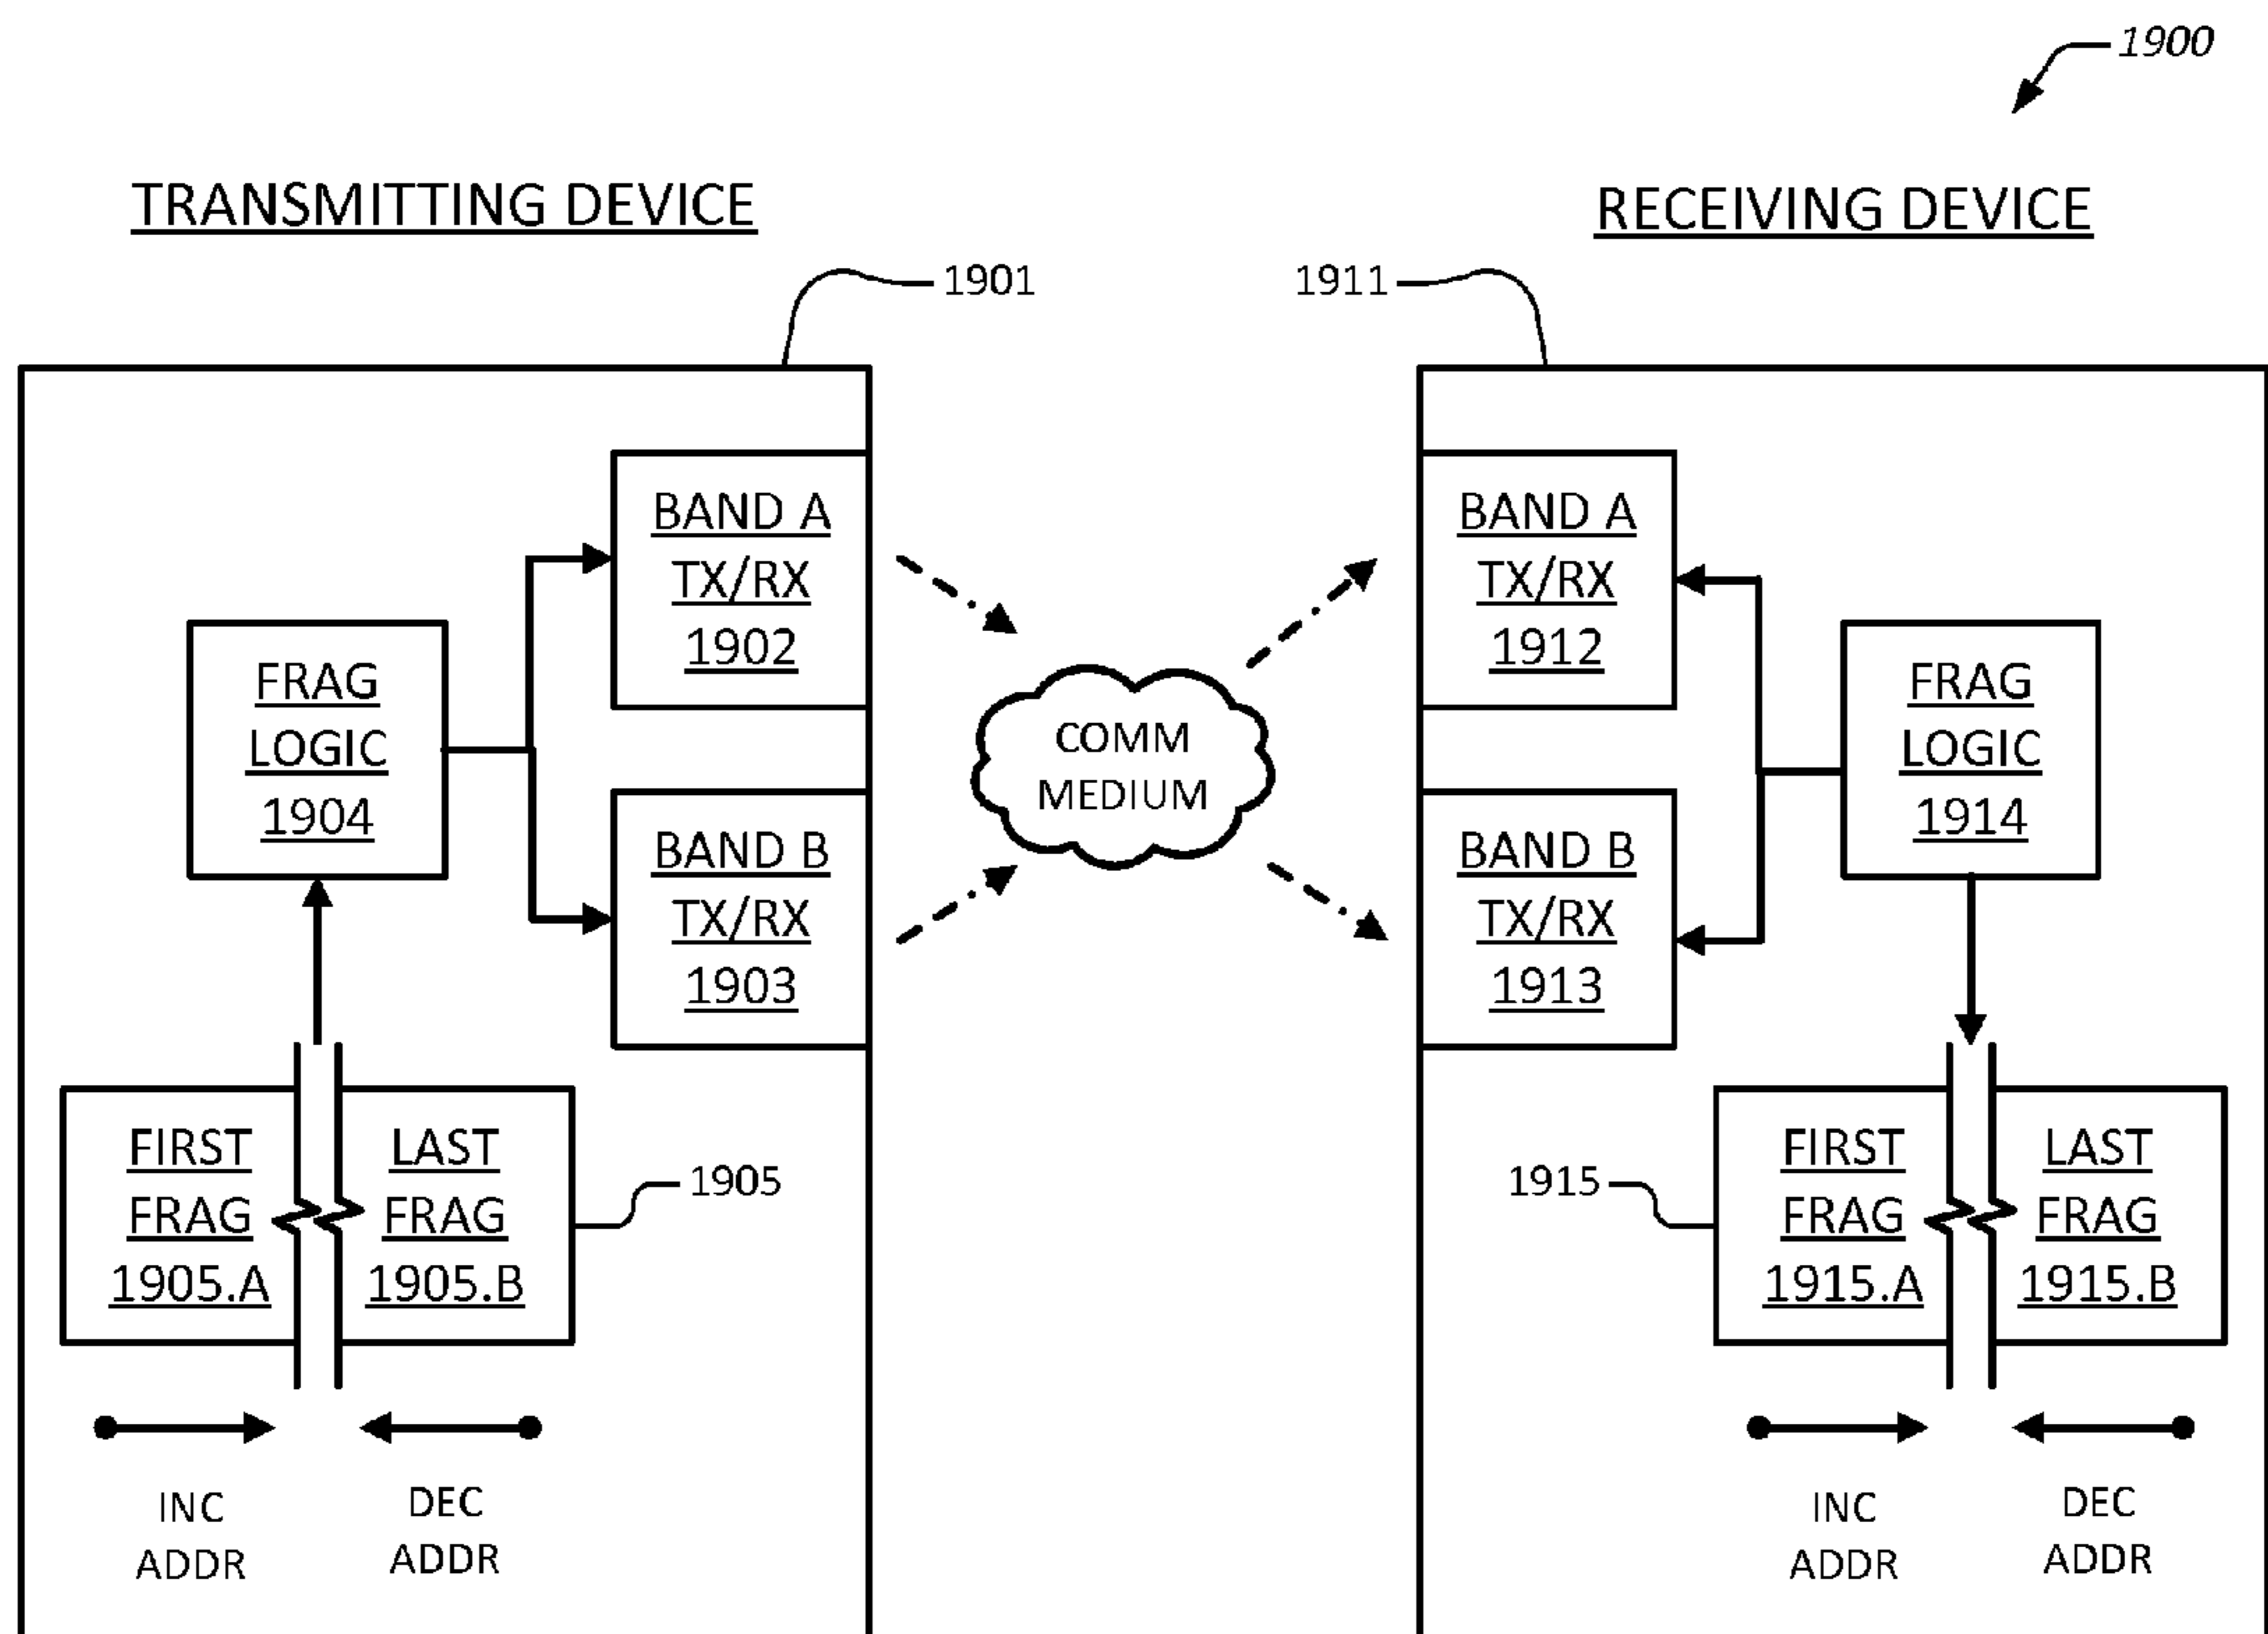 1900
TRANSMITTING DEVICE
RECEIVING DEVICE
1901
1911
BAND A
TX/RX
1902
BAND A
TX/RX
1912
FRAG
LOGIC
1904
COMM
MEDIUM
FRAG
LOGIC
1914
BAND B
TX/RX
1903
BAND B
TX/RX
1913
FIRST
FRAG
1905.A
LAST
FRAG
1905.B
1905
1915
FIRST
FRAG
1915.A
LAST
FRAG
1915.B
INC
ADDR
DEC
ADDR
INC
ADDR
DEC
ADDR